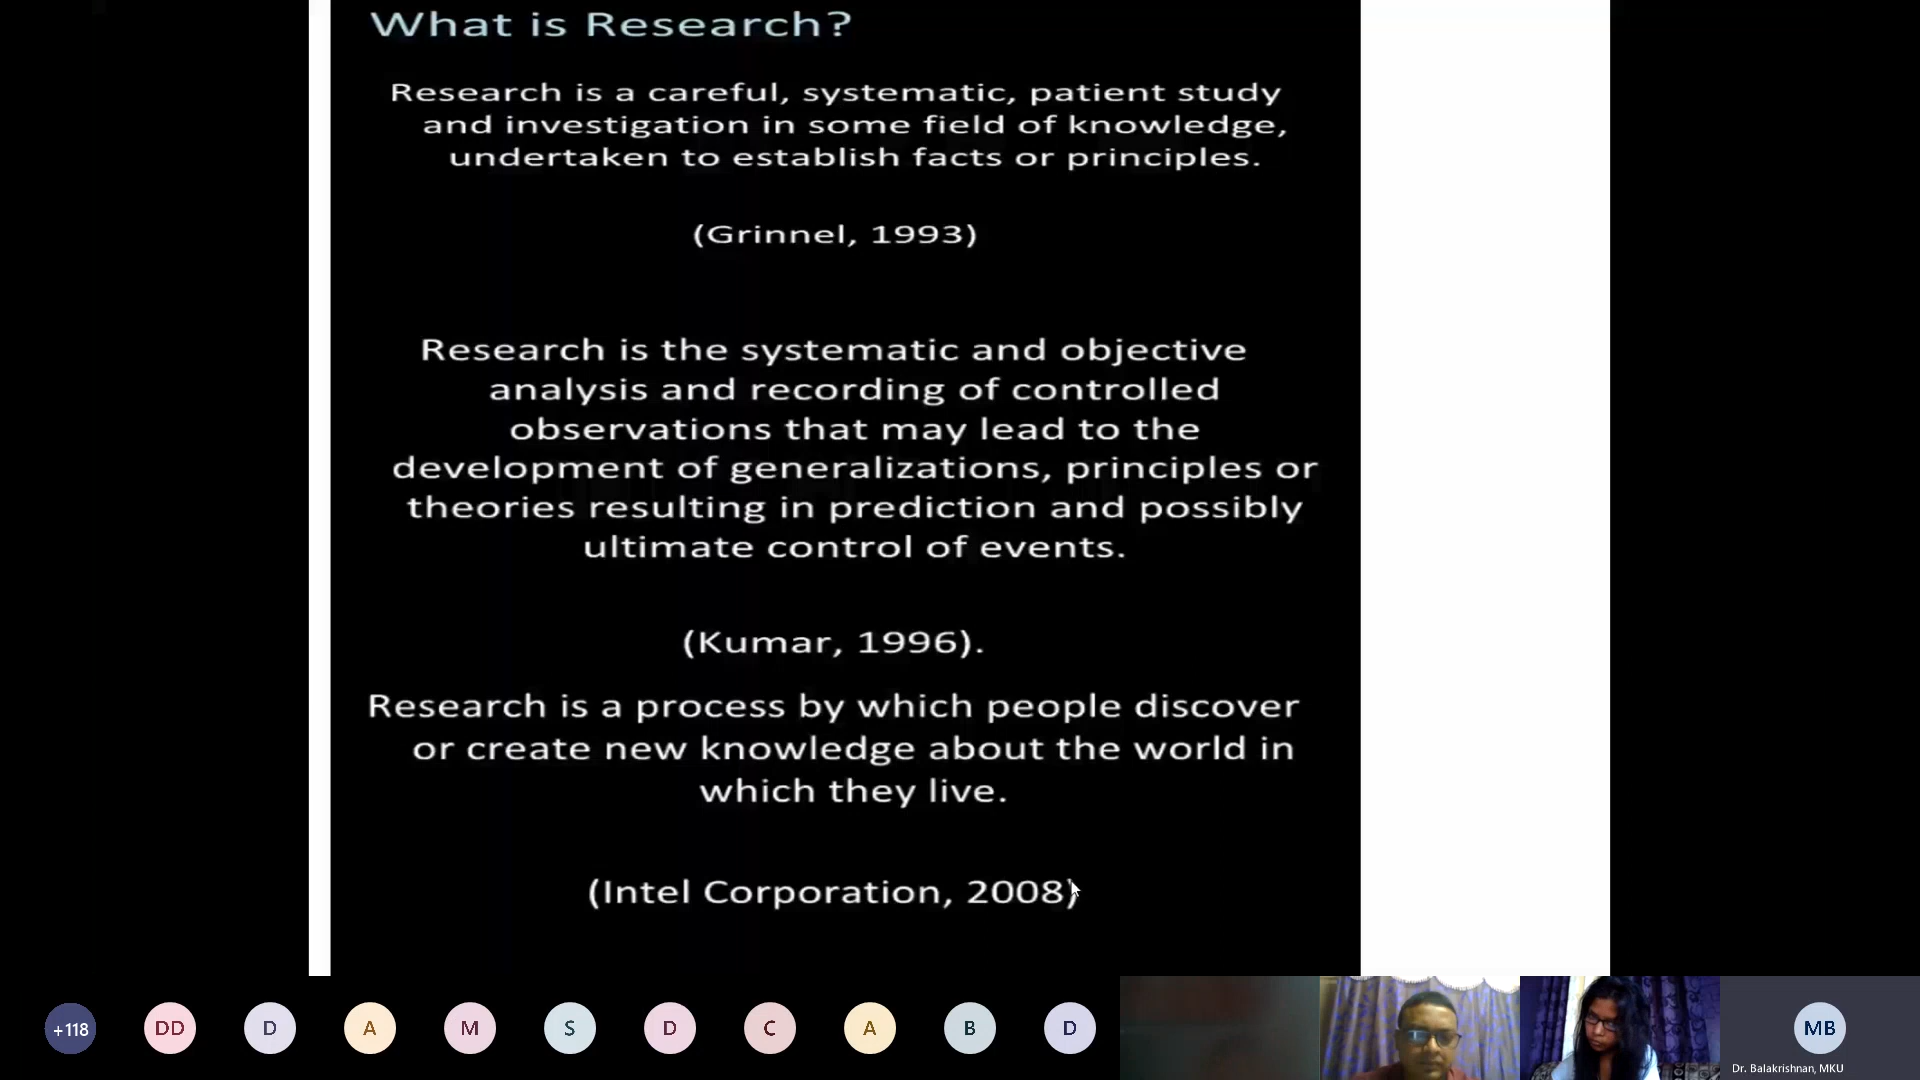 What is Research?
Research is a careful, systematic, patient study
and investigation in some field of knowledge,
undertaken to establish facts or principles.
(Grinnel, 1993)
Research is the systematic and objective
analysis and recording of controlled
observations that may lead to the
development of generalizations, principles or
theories resulting in prediction and possibly
ultimate control of events.
(Kumar, 1996).
Research is a process by which people discover
or create new knowledge about the world in
which they live.
(Intel Corporation, 2008)
+118 DD D A M S D C A B D MB
Dr. Balakrishnan, MKU